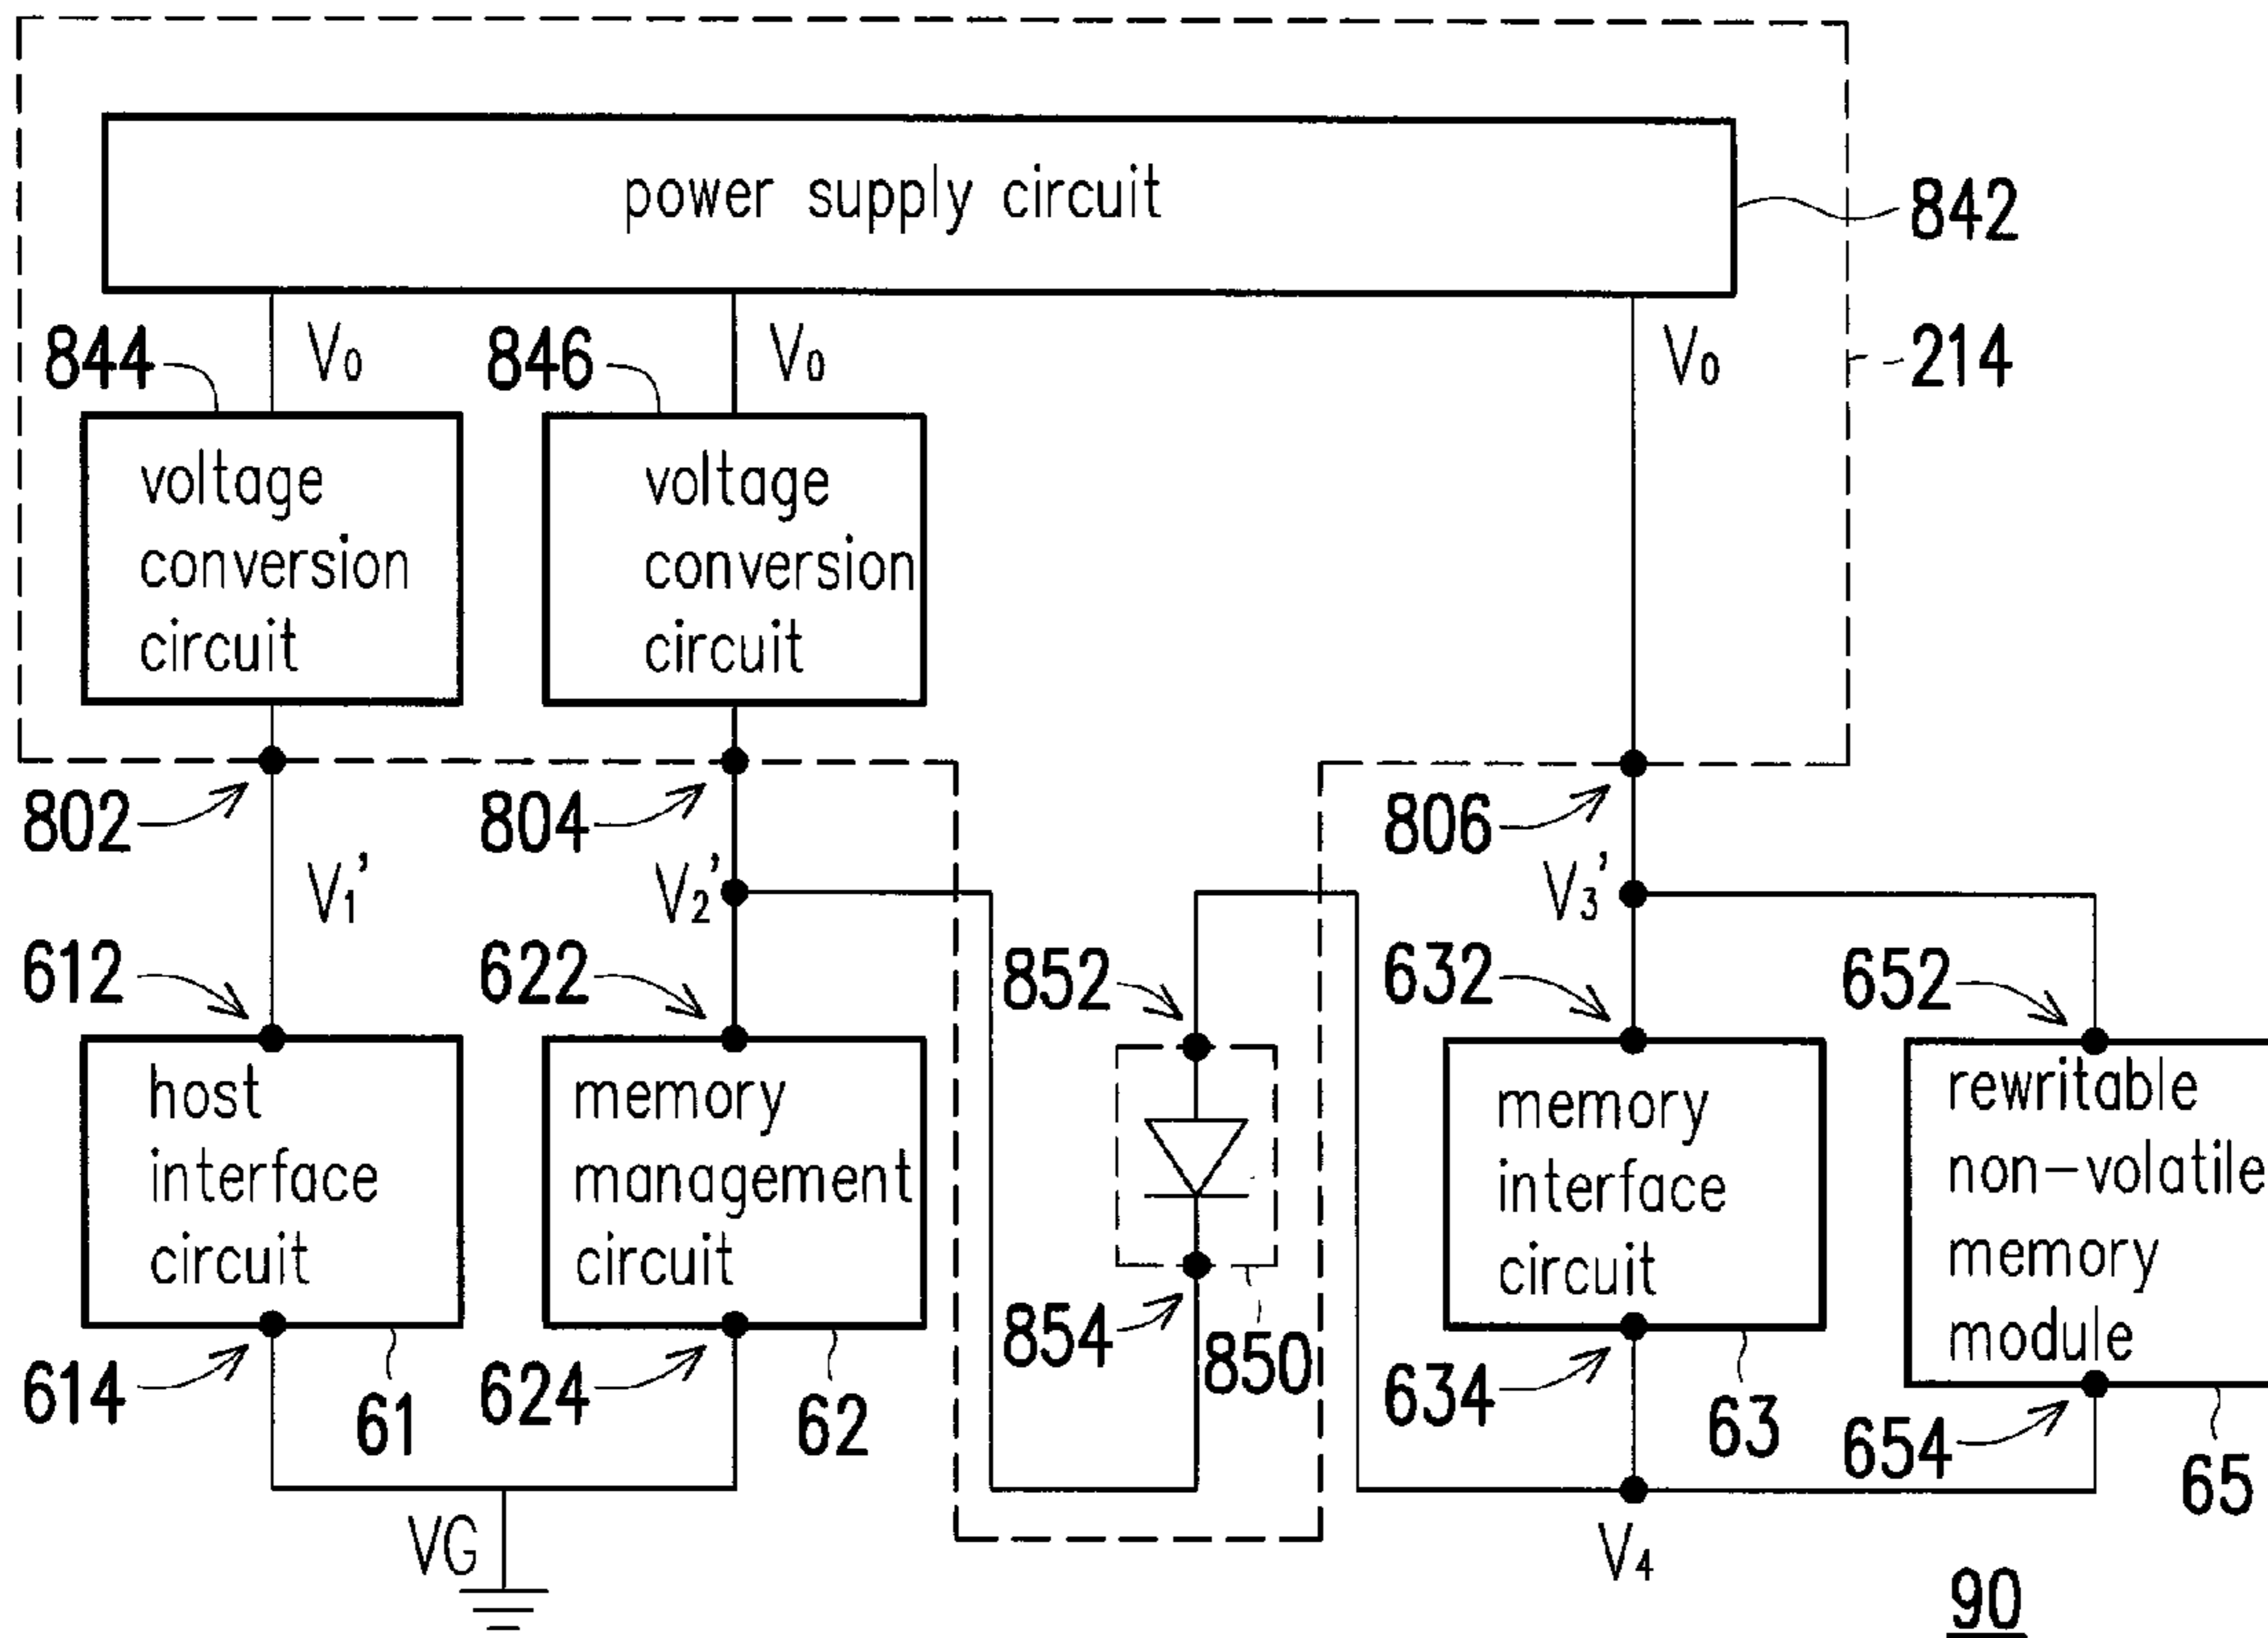 power supply circuit
842
844
V0
846
V0
V0
214
voltage
conversion
circuit
voltage
conversion
circuit
802
804
806
V1'
V2'
V3'
612
622
852
632
652
host
interface
circuit
memory
management
circuit
memory
interface
circuit
rewritable
non-volatile
memory
module
614
61
624
62
854
850
634
63
654
65
VG
V4
90